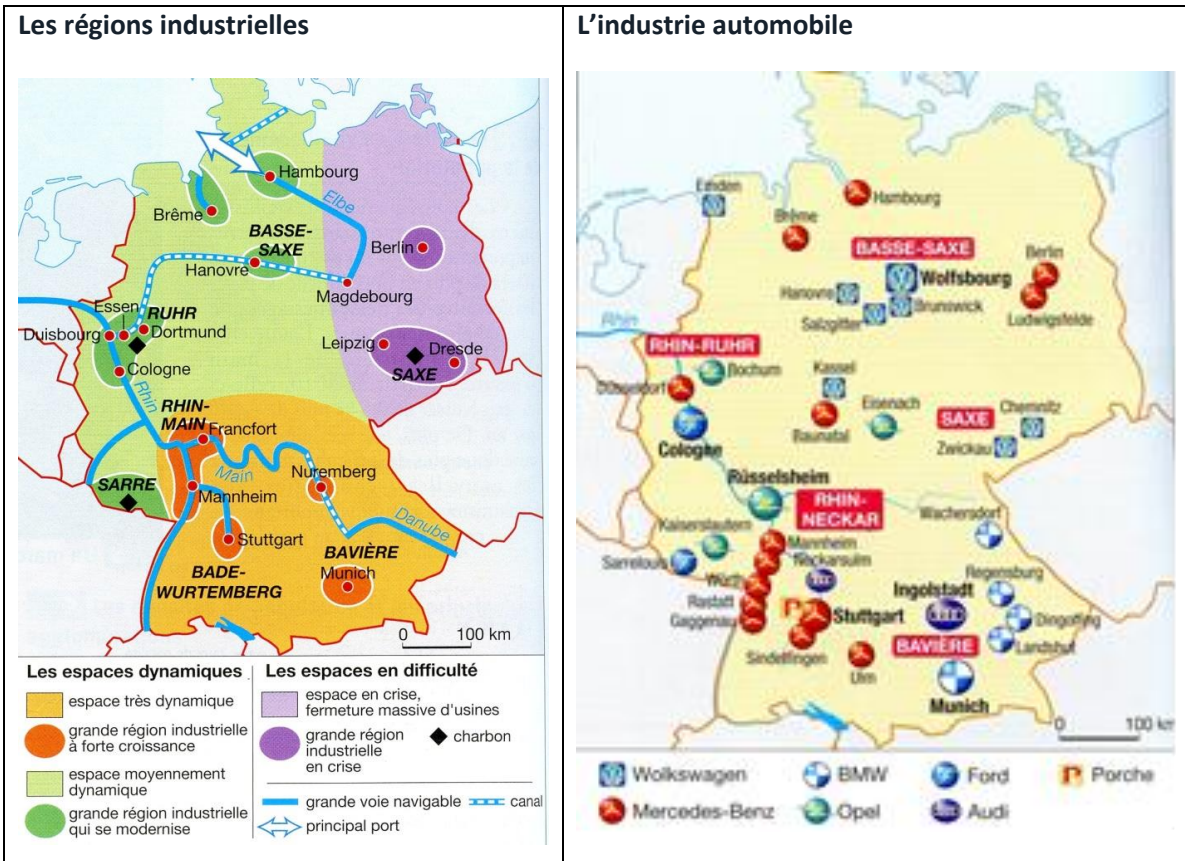 Les régions industrielles
Hambourg
Elbe
Brême
BASSE-
SAXE
Berlin
Hanovre
Magdebourg
Essen
RUHR
Duisbourg
Dortmund
Leipzig
Dresde
Cologne
SAXE
Rhin
RHIN-
MAIN
Francfort
Main
Nuremberg
SARRE
Mannheim
Danube
Stuttgart
BAVIÈRE
BADE-
WURTEMBERG
Munich
0 100 km
Les espaces dynamiques
espace très dynamique
grande région industrielle
à forte croissance
espace moyennement
dynamique
grande région industrielle
qui se modernise
Les espaces en difficulté
espace en crise,
fermeture massive d'usines
grande région
industrielle
en crise
charbon
grande voie navigable
canal
principal port
L'industrie automobile
Emden
Hambourg
Brême
BASSE-SAXE
Berlin
Wolfsbourg
Hanovre
Brunswick
Salzgitter
Ludwigsfelde
Rhin
RHIN-RUHR
Bochum
Kassel
Düsseldorf
Eisenach
SAXE
Chemnitz
Baunatal
Zwickau
Cologne
Rüsselsheim
RHIN-
NECKAR
Wachersdorf
Kaiserslautern
Mannheim
Neckarsulm
Sarrelouis
Regensburg
Wörth
Ingolstadt
Rastatt
Gaggenau
Stuttgart
Dingolfing
BAVIÈRE
Landshut
Sindelfingen
Ulm
Munich
0 100 km
Wolkswagen
BMW
Ford
Porche
Mercedes-Benz
Opel
Audi